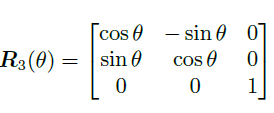 R₃(θ) = [cos θ − sin θ 0
sin θ cos θ 0
0 0 1]